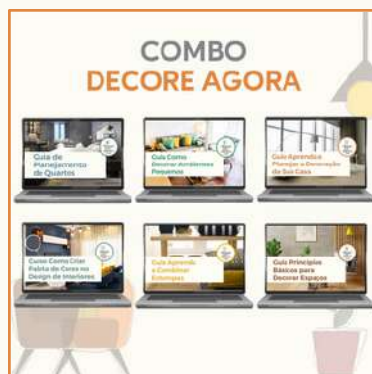 COMBO
DECORE AGORA
Guia de
Planejamento
de Quartos
Guia Como
Decorar Ambientes
Pequenos
Guia Aprenda a
Planejar a Decoração
da Sua Casa
Guia Como Criar
Paleta de Cores no
Design de Interiores
Guia Aprenda
a Combinar
Estampas
Guia Princípios
Básicos para
Decorar Espaços